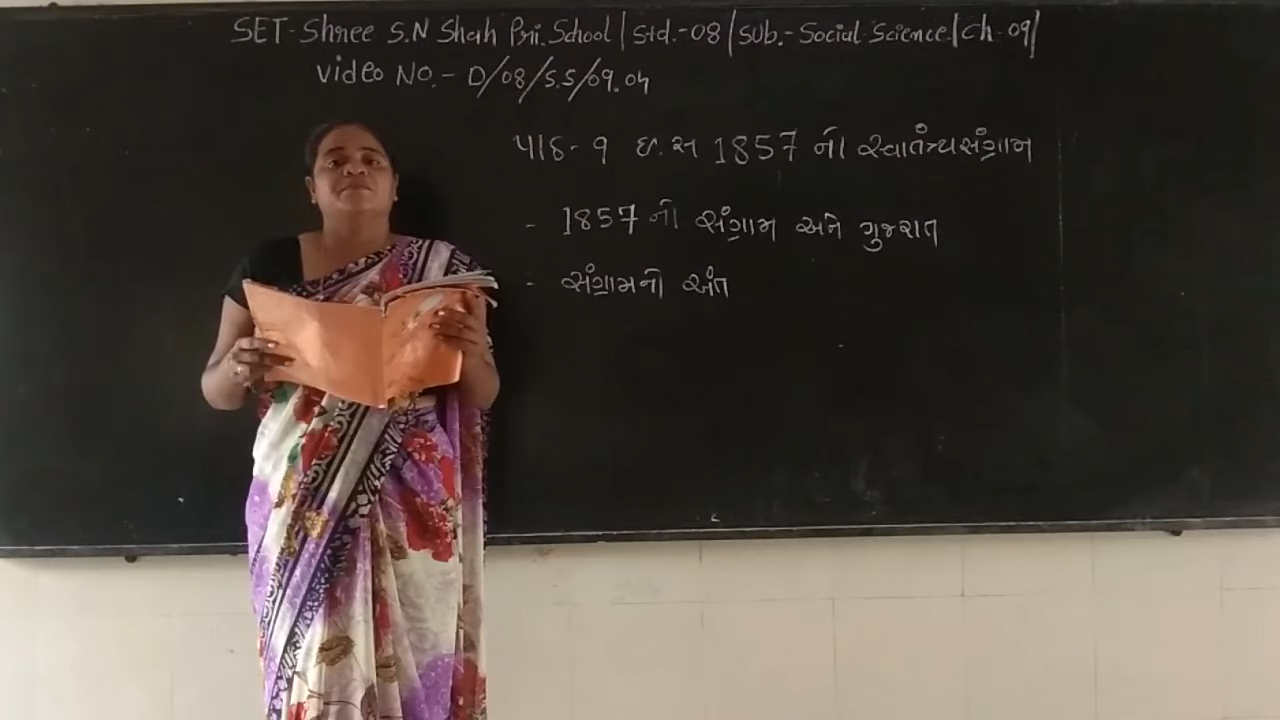 SET-Shree S.N Shah Pri. School | Std.-08 | Sub.- Social Science | Ch-09 |
Video No.- D/08/S.S/09.04
પાઠ- ૧ ઇ.સ 1857 નો સ્વાતંત્ર્યસંગ્રામ
- 1857 નો સંગ્રામ અને ગુજરાત
- સંગ્રામનો અંત